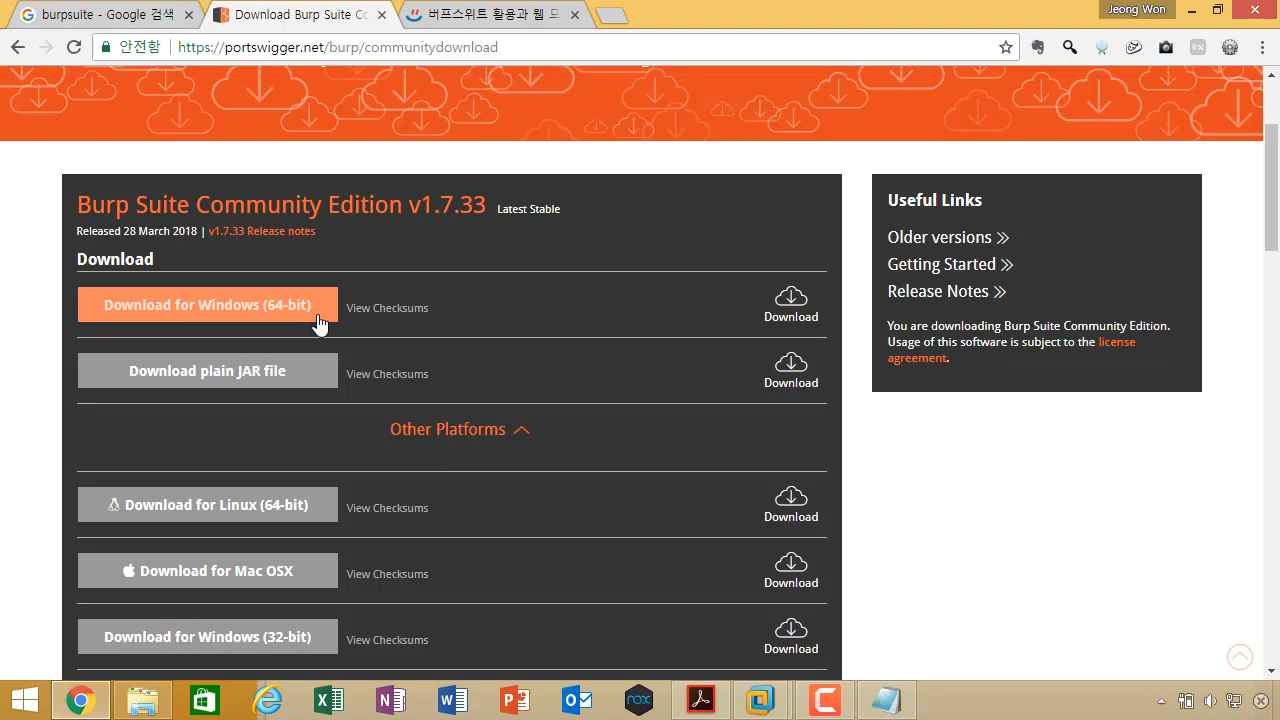 burpsuite - Google 검색
Download Burp Suite Co
버프스위트 활용과 웹 모
Jeong Won
안전함
https://portswigger.net/burp/communitydownload
Burp Suite Community Edition v1.7.33 Latest Stable
Released 28 March 2018 | v1.7.33 Release notes
Download
Download for Windows (64-bit) View Checksums Download
Download plain JAR file View Checksums Download
Other Platforms
Download for Linux (64-bit) View Checksums Download
Download for Mac OSX View Checksums Download
Download for Windows (32-bit) View Checksums Download
Useful Links
Older versions
Getting Started
Release Notes
You are downloading Burp Suite Community Edition.
Usage of this software is subject to the license
agreement.
nox